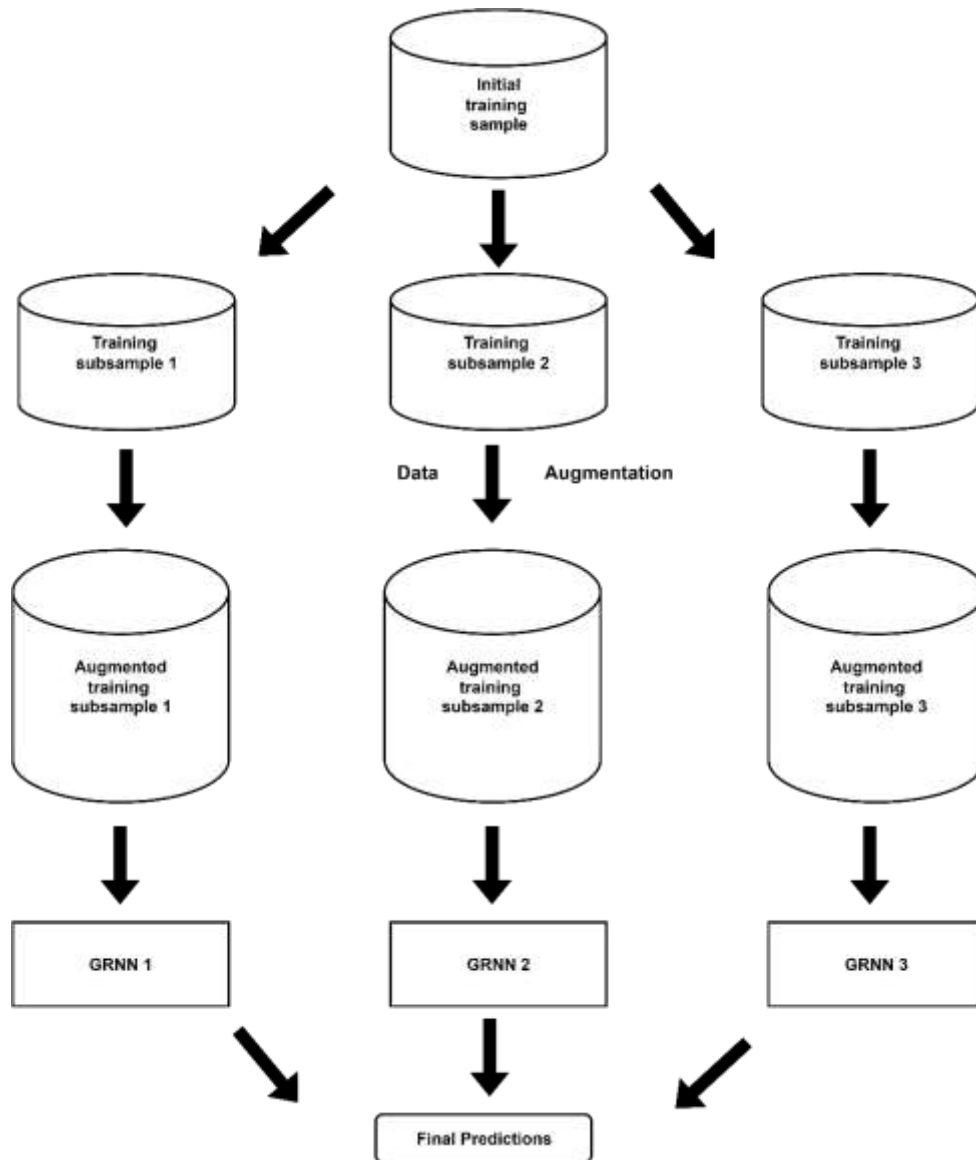 Initial
training
sample
Training
subsample 1
Training
subsample 2
Training
subsample 3
Data
Augmentation
Augmented
training
subsample 1
Augmented
training
subsample 2
Augmented
training
subsample 3
GRNN 1
GRNN 2
GRNN 3
Final Predictions